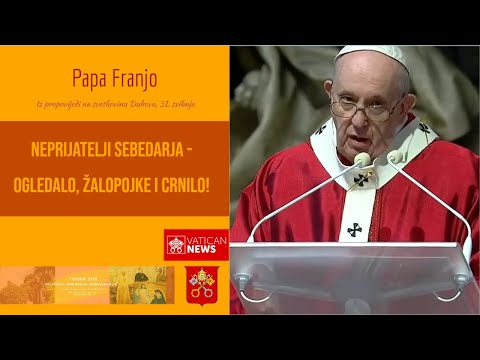 Papa Franjo
Iz propovijedi na svetkovinu Duhova, 31. svibnja
NEPRIJATELJI SEBEDARJA -
OGLEDALO, ŽALOPOJKE I CRNILO!
VATICAN
NEWS